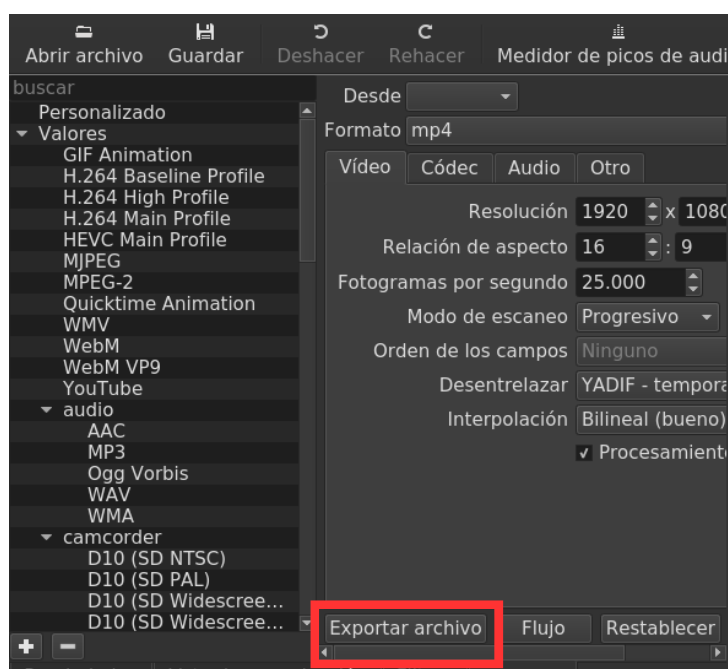 Abrir archivo Guardar Deshacer Rehacer Medidor de picos de audi
buscar
Personalizado
Valores
GIF Animation
H.264 Baseline Profile
H.264 High Profile
H.264 Main Profile
HEVC Main Profile
MJPEG
MPEG-2
Quicktime Animation
WMV
WebM
WebM VP9
YouTube
audio
AAC
MP3
Ogg Vorbis
WAV
WMA
camcorder
D10 (SD NTSC)
D10 (SD PAL)
D10 (SD Widescree...
D10 (SD Widescree...
Desde
Formato mp4
Vídeo Códec Audio Otro
Resolución 1920 x 1080
Relación de aspecto 16 : 9
Fotogramas por segundo 25.000
Modo de escaneo Progresivo
Orden de los campos Ninguno
Desentrelazar YADIF - tempora
Interpolación Bilineal (bueno)
Procesamient
Exportar archivo Flujo Restablecer